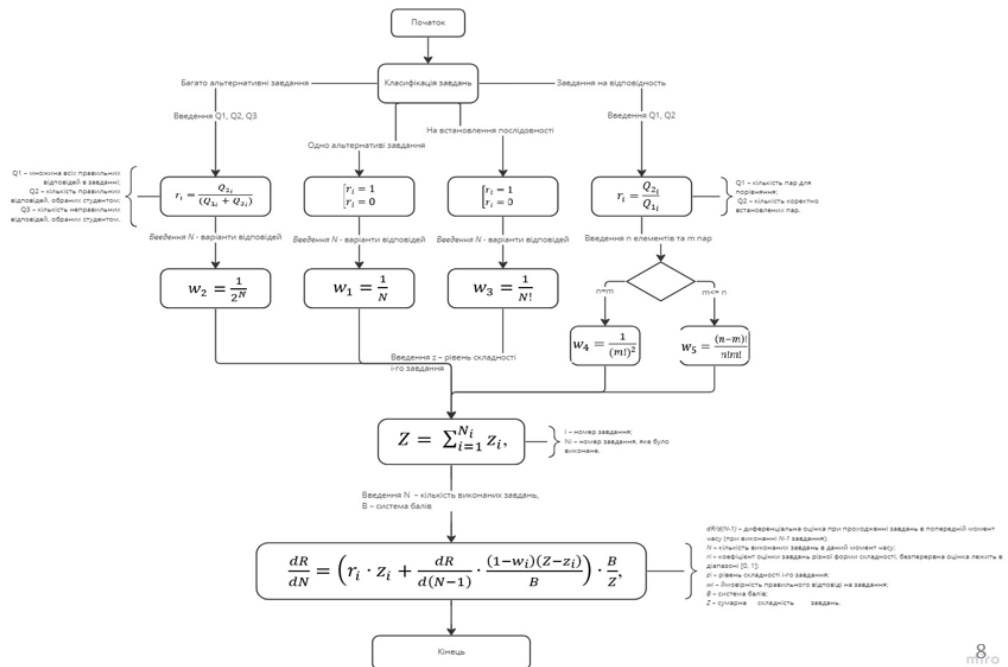 Початок
Класифікація завдань
Багато альтернативні завдання
Завдання на відповідність
Введення Q1, Q2, Q3
Введення Q1, Q2
На встановлення послідовності
Одно альтернативі завдання
Q1 – множина всіх правильних
відповідей в завданні;
Q2 – кількість правильних
відповідей, обраних студентом;
Q3 – кількість неправильних
відповідей, обраних студентом.
r_i = Q_{2i} / (Q_{1i} + Q_{3i})
[r_i = 1
[r_i = 0
[r_i = 1
[r_i = 0
r_i = Q_{2i} / Q_{1i}
Q1 – кількість пар для
порівняння;
Q2 – кількість коректно
встановлених пар.
Введення N - варіанти відповідей
Введення N - варіанти відповідей
Введення N - варіанти відповідей
Введення n елементів та m пар
w_2 = 1 / 2^N
w_1 = 1 / N
w_3 = 1 / N!
n=m
m<= n
w_4 = 1 / (m!)^2
w_5 = (n−m)! / n!m!
Введення z – рівень складності
і-го завдання
Z = ∑_{i=1}^{N_i} z_i,
і – номер завдання;
Ni – номер завдання, яке було
виконане.
Введення N – кількість виконаних завдань,
B – система балів
dR/dN = (r_i · z_i + dR/d(N−1) · (1−w_i)(Z−z_i)/B) · B/Z,
dR/d(N-1) – диференціальна оцінка при проходженні завдань в попередній момент
часу (при виконанні N-1 завдання);
N – кількість виконаних завдань в даний момент часу;
ri – коефіцієнт оцінки завдань різної форми складності, безперервна оцінка лежить в
діапазоні [0, 1];
zi – рівень складності і-го завдання;
wi – ймовірність правильного відповіді на завдання;
B – система балів;
Z – сумарна складність завдань.
Кінець
8
miro